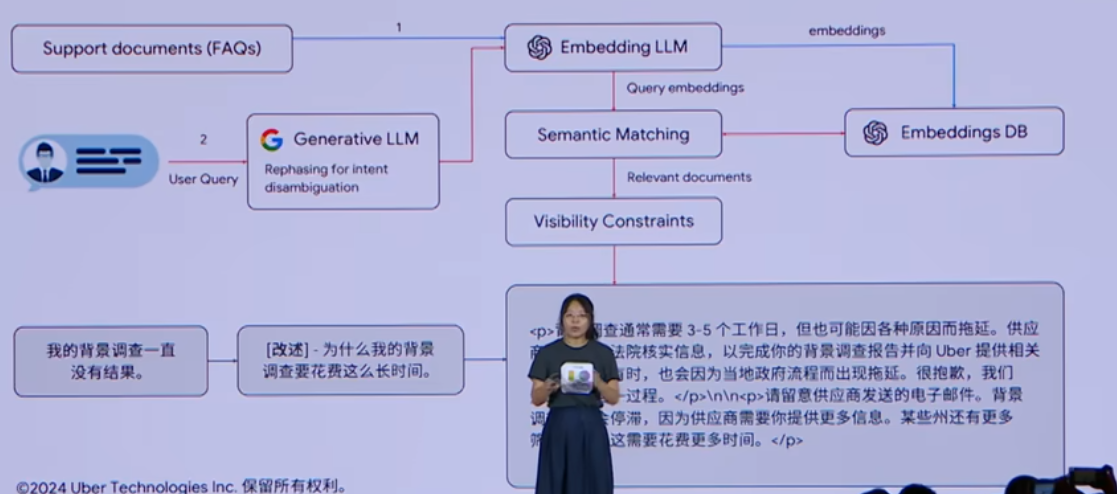 Support documents (FAQs)
1
Embedding LLM
embeddings
Query embeddings
2
User Query
Generative LLM
Rephasing for intent
disambiguation
Semantic Matching
Embeddings DB
Relevant documents
Visibility Constraints
我的背景调查一直
没有结果。
[改述] - 为什么我的背景
调查要花费这么长时间。
<p>查通常需要 3-5 个工作日，但也可能因各种原因而拖延。供应
法院核实信息，以完成你的背景调查报告并向 Uber 提供相关
时，也会因为当地政府流程而出现拖延。很抱歉，我们
过程。</p>\n\n<p>请留意供应商发送的电子邮件。背景
停滞，因为供应商需要你提供更多信息。某些州还有更多
这需要花费更多时间。</p>
©2024 Uber Technologies Inc. 保留所有权利。